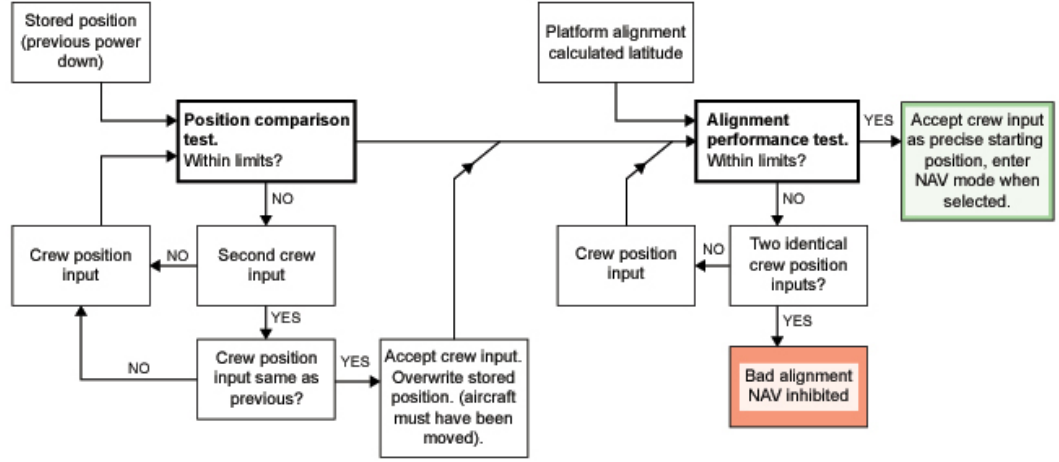 Stored position
(previous power
down)
Platform alignment
calculated latitude
Position comparison
test.
Within limits?
Alignment
performance test.
Within limits?
YES
Accept crew input
as precise starting
position, enter
NAV mode when
selected.
NO
NO
Crew position
input
NO
Second crew
input
Crew position
input
NO
Two identical
crew position
inputs?
YES
YES
NO
Crew position
input same as
previous?
YES
Accept crew input.
Overwrite stored
position. (aircraft
must have been
moved).
Bad alignment
NAV inhibited